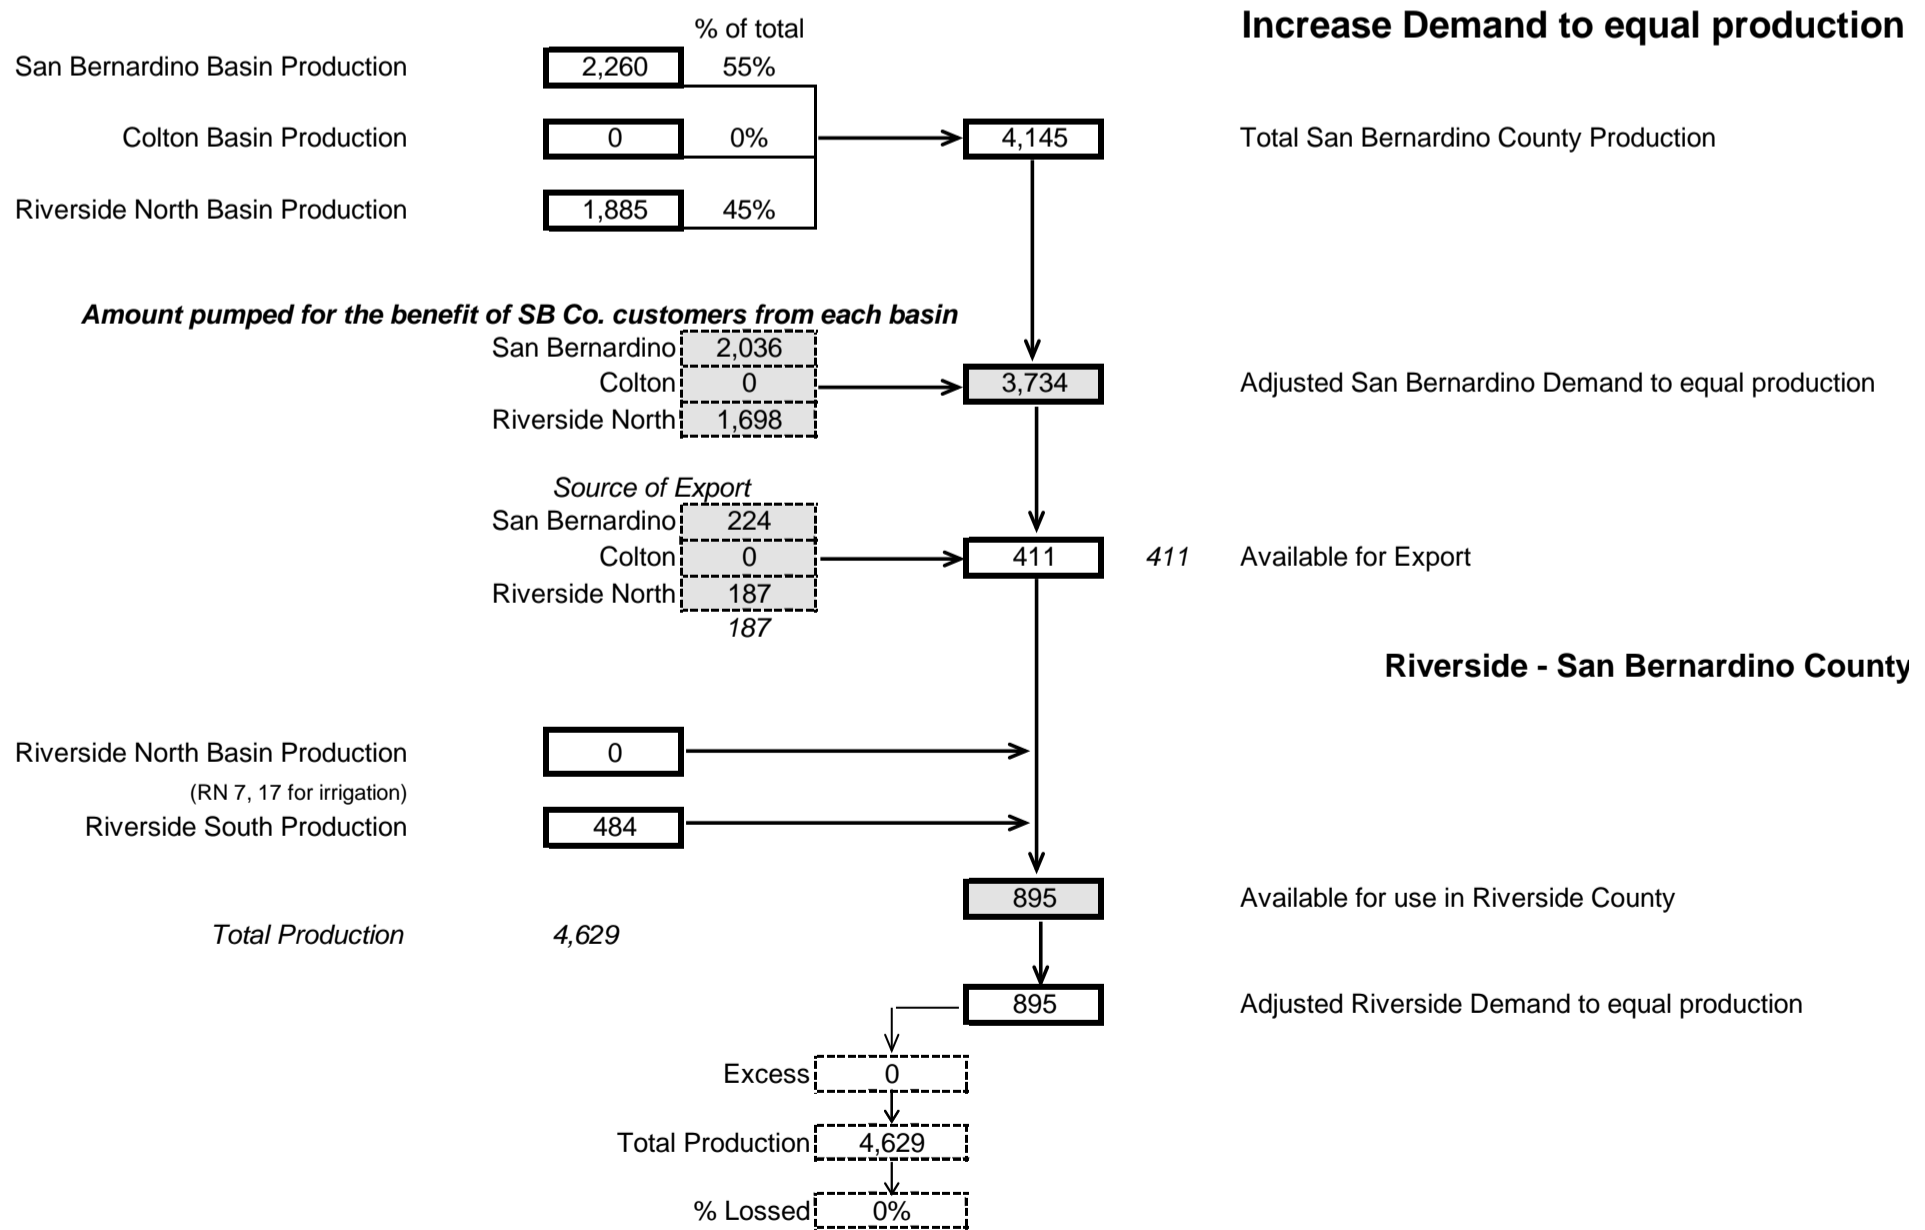 % of total
Increase Demand to equal production
San Bernardino Basin Production 2,260 55%
Colton Basin Production 0 0% 4,145 Total San Bernardino County Production
Riverside North Basin Production 1,885 45%
Amount pumped for the benefit of SB Co. customers from each basin
San Bernardino 2,036
Colton 0 3,734 Adjusted San Bernardino Demand to equal production
Riverside North 1,698
Source of Export
San Bernardino 224
Colton 0 411 411 Available for Export
Riverside North 187
187
Riverside - San Bernardino County
Riverside North Basin Production 0
(RN 7, 17 for irrigation)
Riverside South Production 484
895 Available for use in Riverside County
Total Production 4,629
895 Adjusted Riverside Demand to equal production
Excess 0
Total Production 4,629
% Lossed 0%